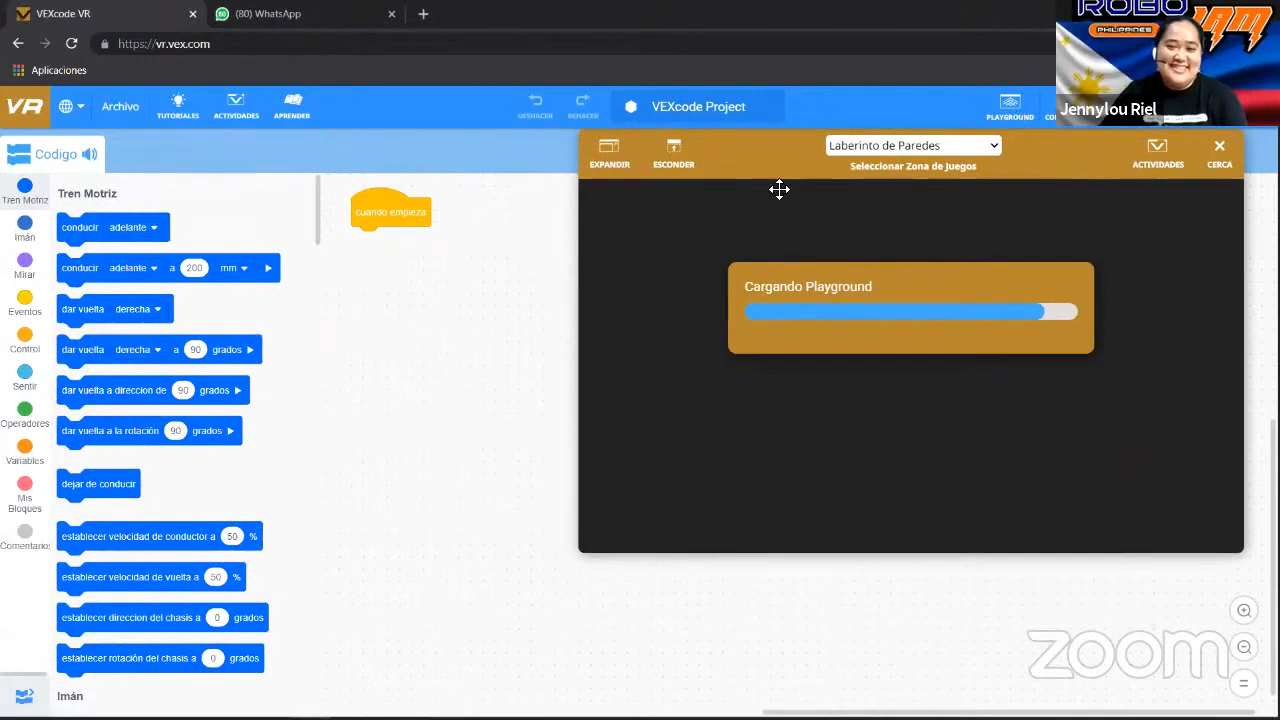 VEXcode VR
(80) WhatsApp
https://vr.vex.com
Aplicaciones
VR
Archivo
TUTORIALES
ACTIVIDADES
APRENDER
DESHACER
REHACER
VEXcode Project
PLAYGROUND
PHILIPPINES
Jennylou Riel
Codigo
EXPANDIR
ESCONDER
Laberinto de Paredes
Seleccionar Zona de Juegos
ACTIVIDADES
CERCA
Tren Motriz
Imán
Mirar
Eventos
Control
Sentir
Operadores
Variables
Mis
Bloques
Comentarios
Tren Motriz
conducir adelante
conducir adelante a 200 mm
dar vuelta derecha
dar vuelta derecha a 90 grados
dar vuelta a direccion de 90 grados
dar vuelta a la rotación 90 grados
dejar de conducir
establecer velocidad de conductor a 50 %
establecer velocidad de vuelta a 50 %
establecer direccion del chasis a 0 grados
establecer rotación del chasis a 0 grados
Imán
cuando empieza
Cargando Playground
zoom